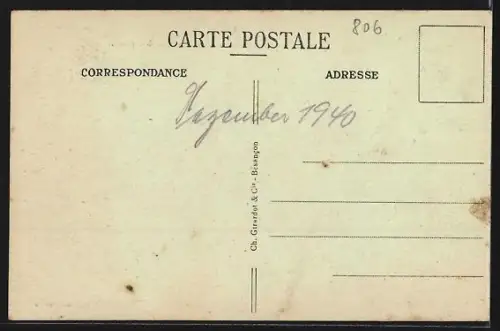 806
CARTE POSTALE
CORRESPONDANCE
ADRESSE
Dezember 1940
Ch. Girardot & Cie - Besançon